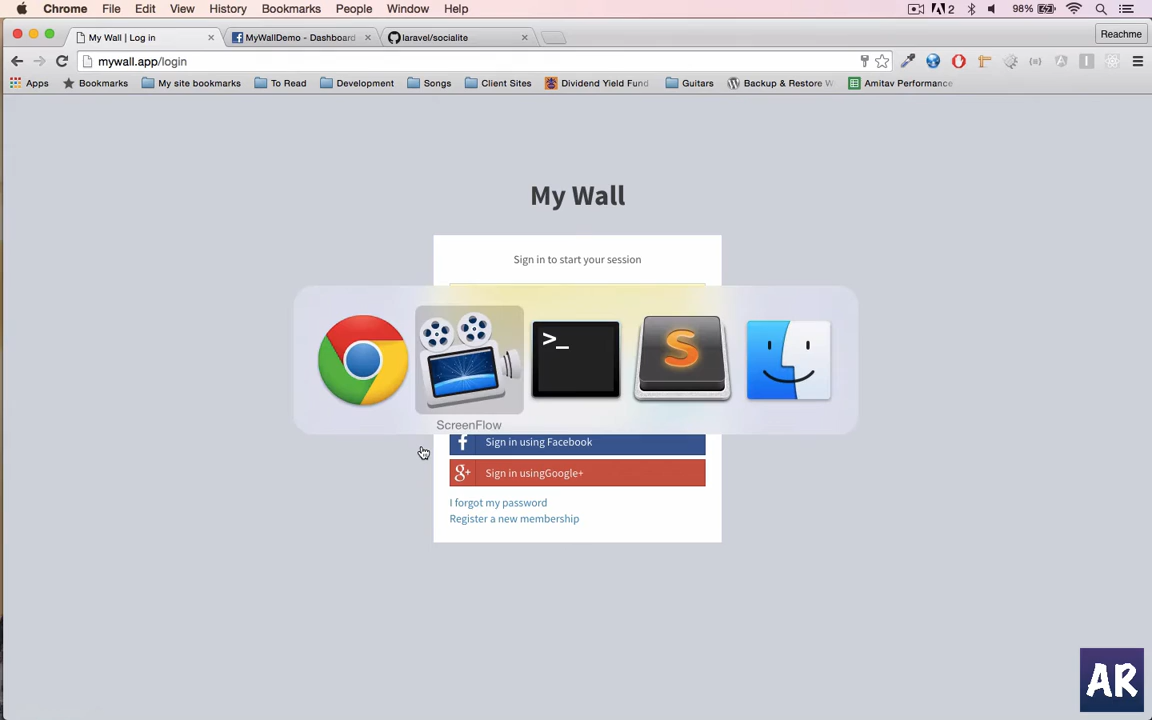 Chrome File Edit View History Bookmarks People Window Help 2 98%
My Wall | Log in MyWallDemo - Dashboard laravel/socialite Reachme
mywall.app/login
Apps Bookmarks My site bookmarks To Read Development Songs Client Sites Dividend Yield Fund Guitars Backup & Restore W Amitav Performance
My Wall
Sign in to start your session
>_
S
ScreenFlow
f Sign in using Facebook
g+ Sign in usingGoogle+
I forgot my password
Register a new membership
AR